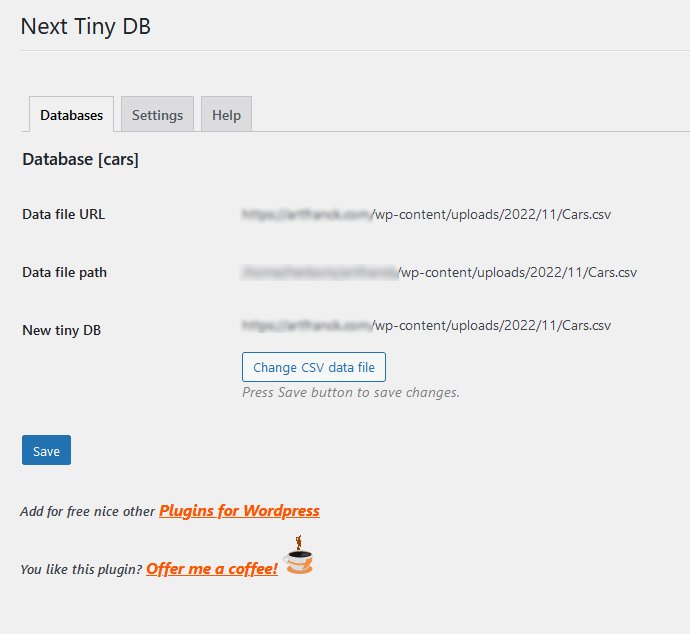 Next Tiny DB
Databases Settings Help
Database [cars]
Data file URL /wp-content/uploads/2022/11/Cars.csv
Data file path /wp-content/uploads/2022/11/Cars.csv
New tiny DB /wp-content/uploads/2022/11/Cars.csv
Change CSV data file
Press Save button to save changes.
Save
Add for free nice other Plugins for Wordpress
You like this plugin? Offer me a coffee!